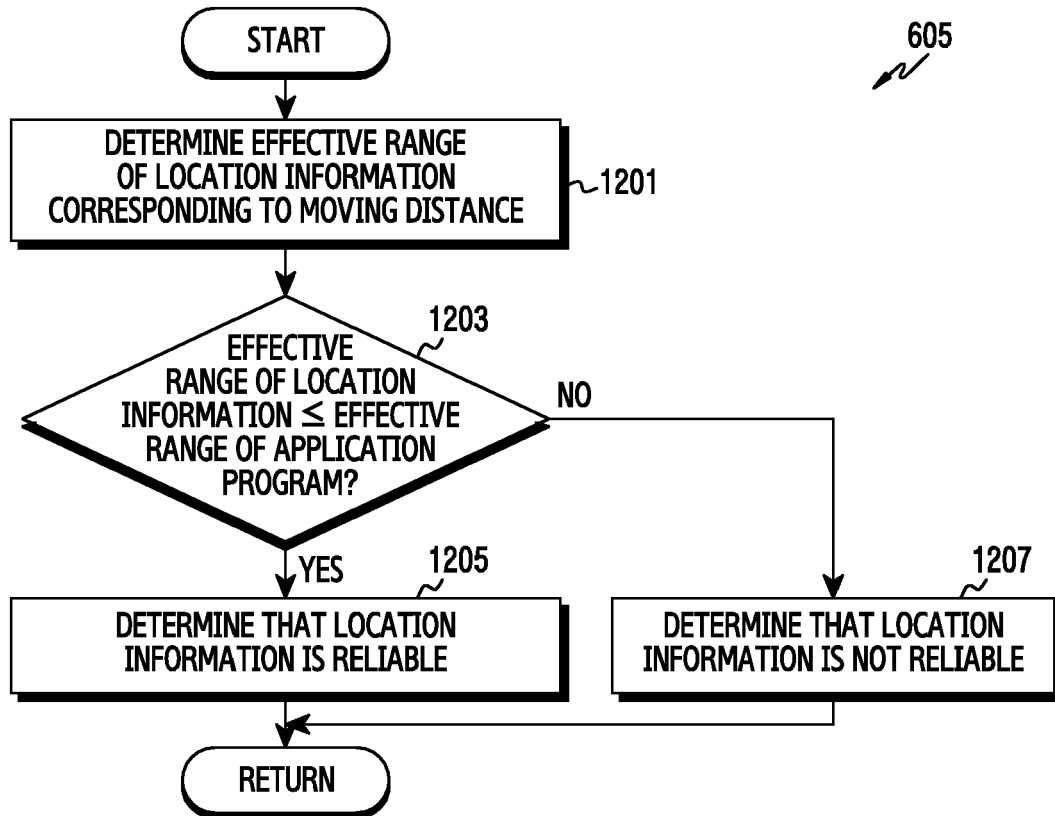 START
605
DETERMINE EFFECTIVE RANGE
OF LOCATION INFORMATION
CORRESPONDING TO MOVING DISTANCE
1201
1203
EFFECTIVE
RANGE OF LOCATION
INFORMATION ≤ EFFECTIVE
RANGE OF APPLICATION
PROGRAM?
NO
YES
1205
1207
DETERMINE THAT LOCATION
INFORMATION IS RELIABLE
DETERMINE THAT LOCATION
INFORMATION IS NOT RELIABLE
RETURN